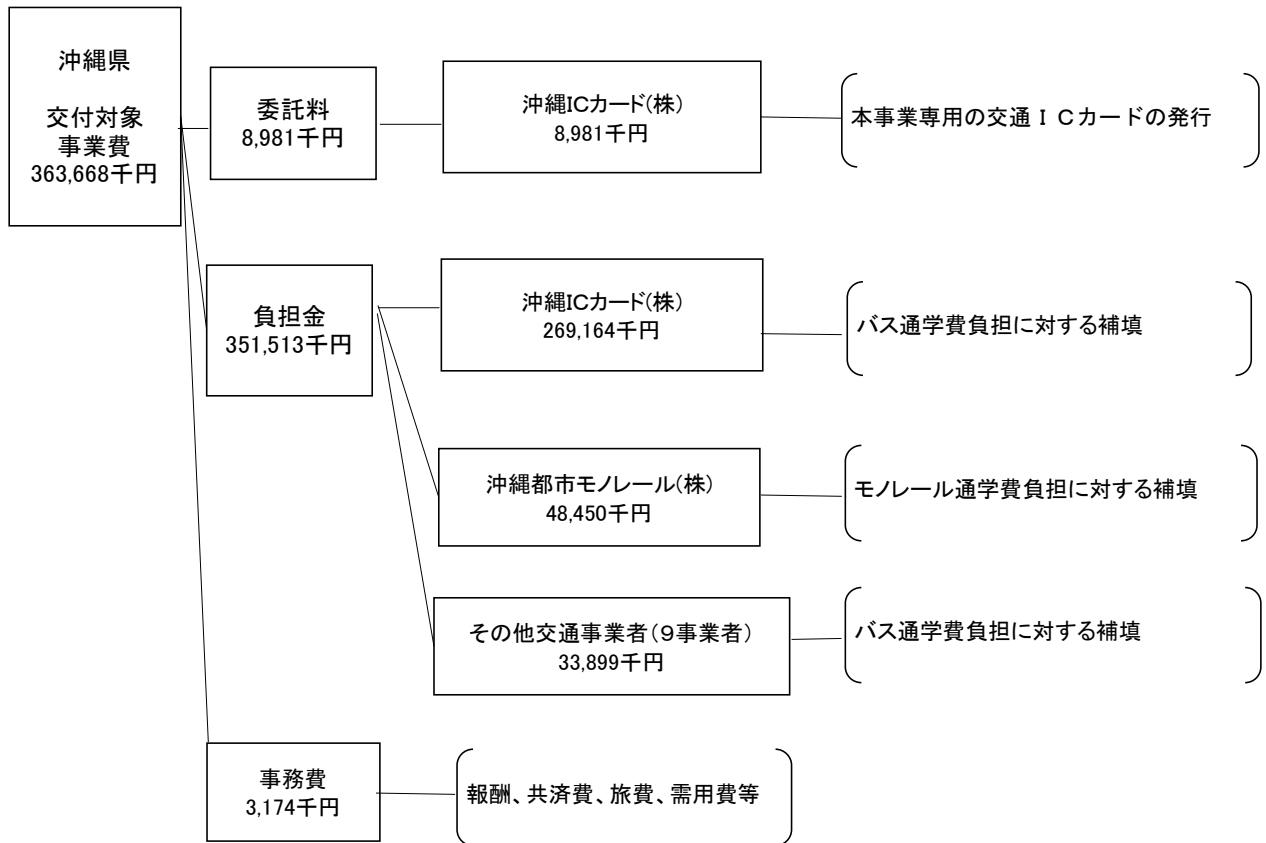 沖縄県
交付対象
事業費
363,668千円
委託料
8,981千円
沖縄ICカード(株)
8,981千円
本事業専用の交通ＩＣカードの発行
負担金
351,513千円
沖縄ICカード(株)
269,164千円
バス通学費負担に対する補填
沖縄都市モノレール(株)
48,450千円
モノレール通学費負担に対する補填
その他交通事業者(９事業者)
33,899千円
バス通学費負担に対する補填
事務費
3,174千円
報酬、共済費、旅費、需用費等